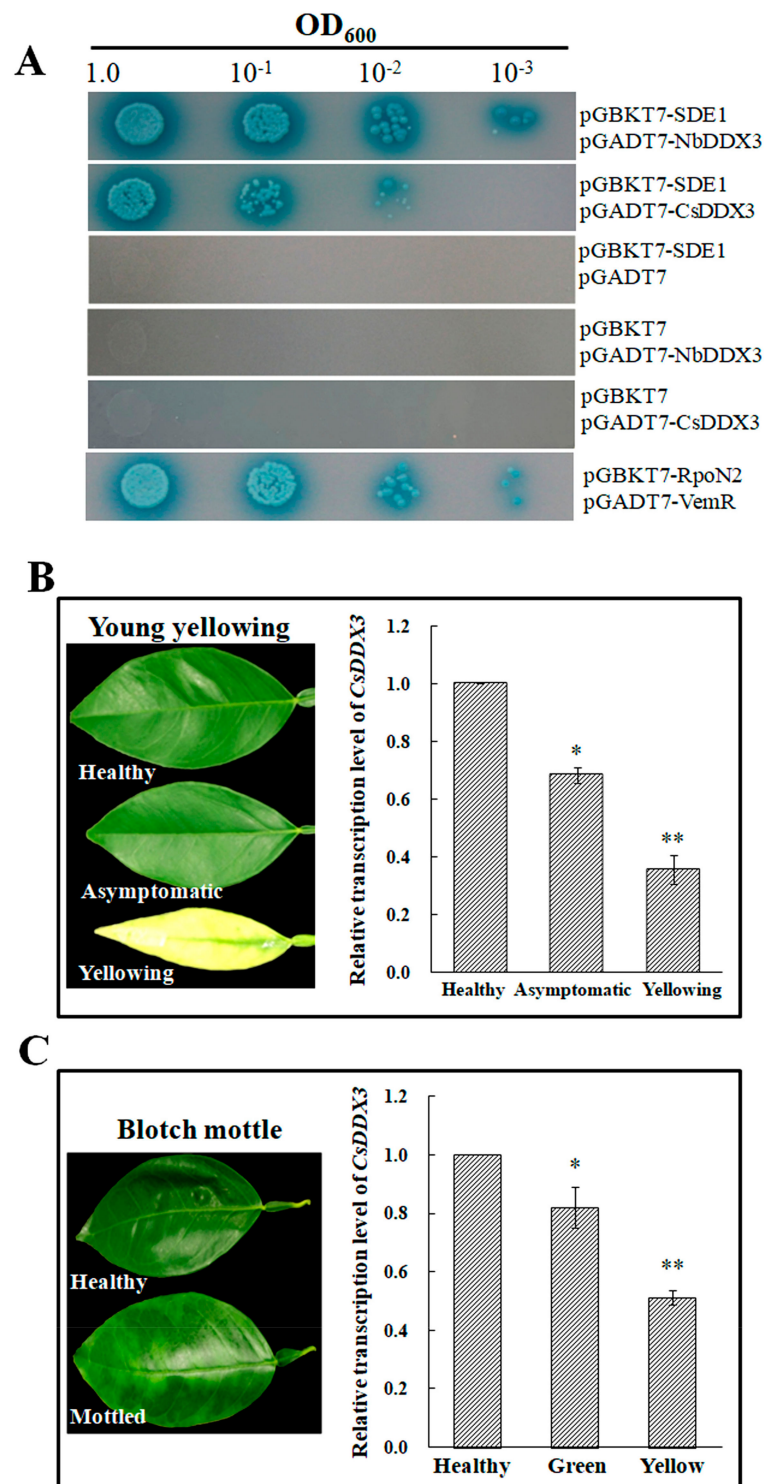 A
OD600
1.0 10-1 10-2 10-3
pGBKT7-SDE1
pGADT7-NbDDX3
pGBKT7-SDE1
pGADT7-CsDDX3
pGBKT7-SDE1
pGADT7
pGBKT7
pGADT7-NbDDX3
pGBKT7
pGADT7-CsDDX3
pGBKT7-RpoN2
pGADT7-VemR
B
Young yellowing
Healthy
Asymptomatic
Yellowing
Relative transcription level of CsDDX3
1.2
1.0
0.8
0.6
0.4
0.2
0.0
*
**
Healthy Asymptomatic Yellowing
C
Blotch mottle
Healthy
Mottled
Relative transcription level of CsDDX3
1.2
1.0
0.8
0.6
0.4
0.2
0.0
*
**
Healthy Green Yellow